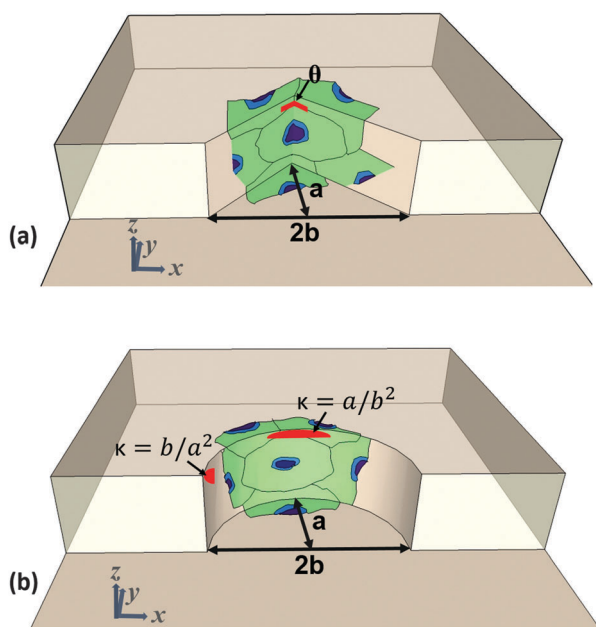 θ
a
2b
(a)
z
y
x
κ = a/b²
κ = b/a²
a
2b
(b)
z
y
x